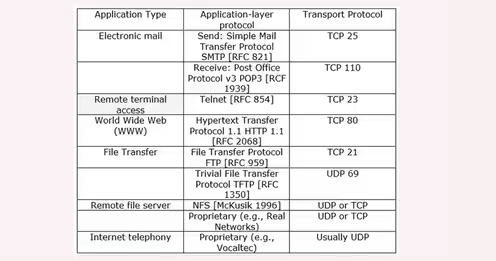 Application Type
Application-layer
protocol
Transport Protocol
Electronic mail
Send: Simple Mail
Transfer Protocol
SMTP [RFC 821]
TCP 25
Receive: Post Office
Protocol v3 POP3 [RCF
1939]
TCP 110
Remote terminal
access
Telnet [RFC 854]
TCP 23
World Wide Web
(WWW)
Hypertext Transfer
Protocol 1.1 HTTP 1.1
[RFC 2068]
TCP 80
File Transfer
File Transfer Protocol
FTP [RFC 959]
TCP 21
Trivial File Transfer
Protocol TFTP [RFC
1350]
UDP 69
Remote file server
NFS [McKusik 1996]
UDP or TCP
Proprietary (e.g., Real
Networks)
UDP or TCP
Internet telephony
Proprietary (e.g.,
Vocaltec)
Usually UDP